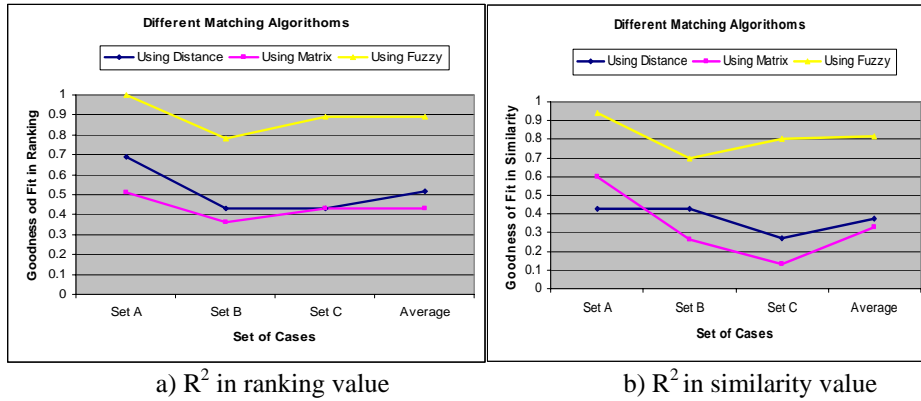 Different Matching Algorithoms
Using Distance Using Matrix Using Fuzzy
Goodness od Fit in Ranking
1
0.9
0.8
0.7
0.6
0.5
0.4
0.3
0.2
0.1
0
Set A Set B Set C Average
Set of Cases
a) R² in ranking value
Different Matching Algorithoms
Using Distance Using Matrix Using Fuzzy
Goodness of Fit in Similarity
1
0.9
0.8
0.7
0.6
0.5
0.4
0.3
0.2
0.1
0
Set A Set B Set C Average
Set of Cases
b) R² in similarity value